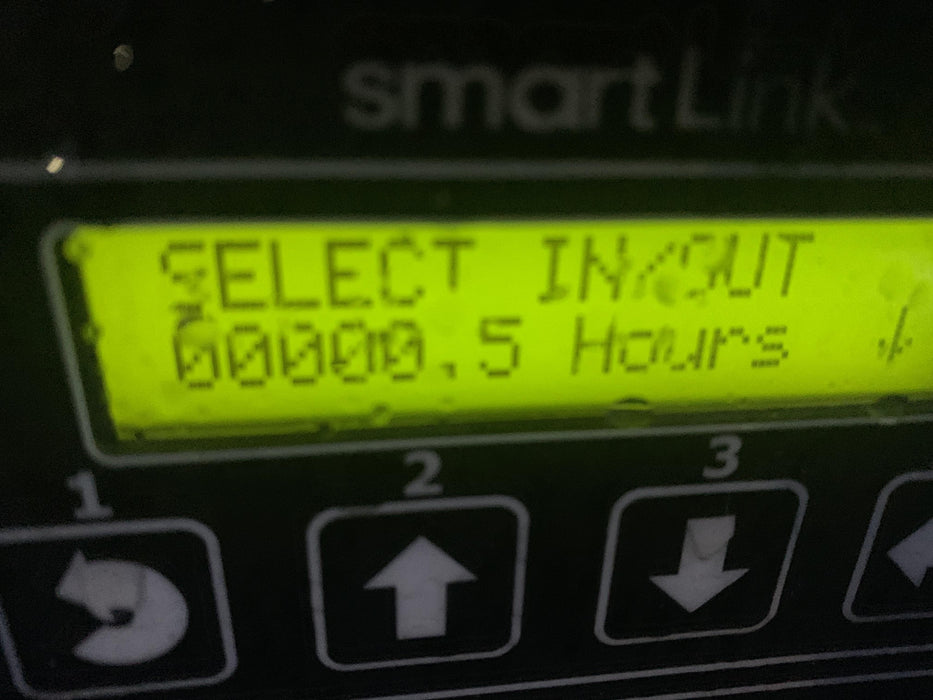 smartLink
SELECT IN/OUT
00000.5 Hours ↓
1 2 3